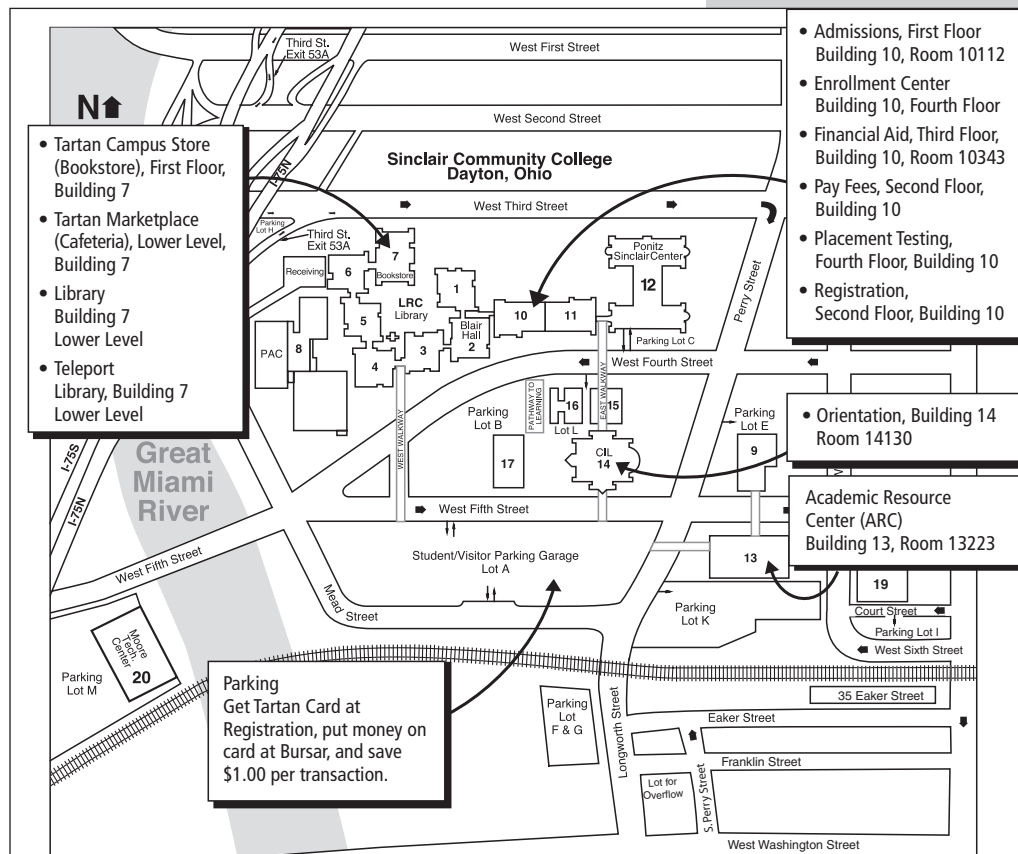 West First Street
Third St.
Exit 53A
N
West Second Street
I-75N
Sinclair Community College
Dayton, Ohio
• Tartan Campus Store
(Bookstore), First Floor,
Building 7
• Tartan Marketplace
(Cafeteria), Lower Level,
Building 7
• Library
Building 7
Lower Level
• Teleport
Library, Building 7
Lower Level
• Admissions, First Floor
Building 10, Room 10112
• Enrollment Center
Building 10, Fourth Floor
• Financial Aid, Third Floor,
Building 10, Room 10343
• Pay Fees, Second Floor,
Building 10
• Placement Testing,
Fourth Floor, Building 10
• Registration,
Second Floor, Building 10
West Third Street
Parking
Lot H
Third St.
Exit 53A
Receiving
7
Bookstore
6
1
LRC
Library
5
Blair
Hall
2
3
4
PAC
8
10
11
Ponitz
Sinclair Center
12
Parking Lot C
Perry Street
West Fourth Street
WEST WALKWAY
EAST WALKWAY
PATHWAY TO
LEARNING
Parking
Lot B
16
15
Lot L
17
CIL
14
Parking
Lot E
9
• Orientation, Building 14
Room 14130
Academic Resource
Center (ARC)
Building 13, Room 13223
I-75S
I-75N
Great
Miami
River
West Fifth Street
West Fifth Street
Student/Visitor Parking Garage
Lot A
13
19
Court Street
Parking Lot I
West Sixth Street
Parking
Lot K
Mead Street
Moore
Tech.
Center
20
Parking
Lot M
Parking
Get Tartan Card at
Registration, put money on
card at Bursar, and save
$1.00 per transaction.
Parking
Lot
F & G
Longworth Street
35 Eaker Street
Eaker Street
Franklin Street
Lot for
Overflow
S. Perry Street
West Washington Street